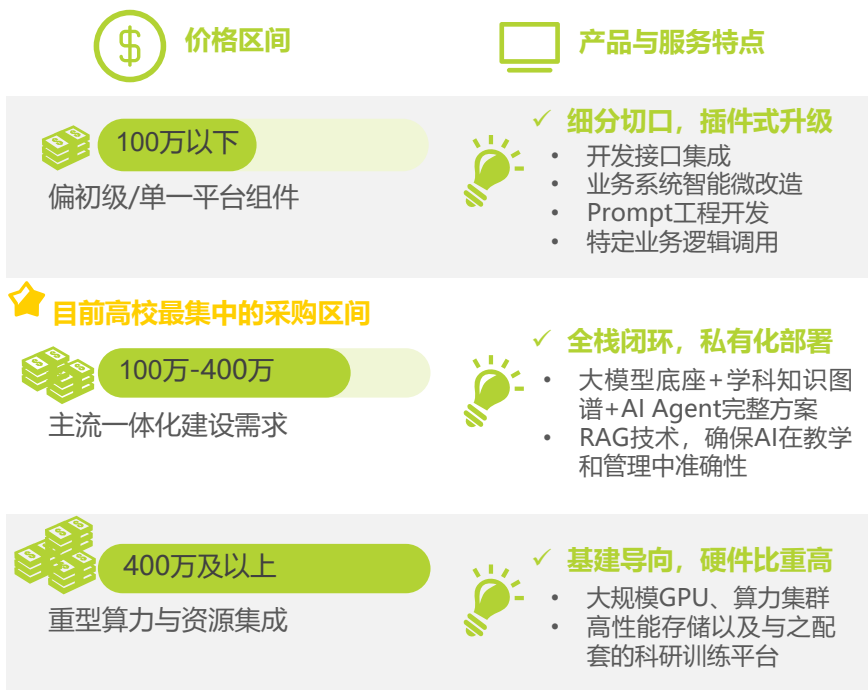 价格区间
产品与服务特点
100万以下
偏初级/单一平台组件
✓ 细分切口，插件式升级
• 开发接口集成
• 业务系统智能微改造
• Prompt工程开发
• 特定业务逻辑调用
目前高校最集中的采购区间
100万-400万
主流一体化建设需求
✓ 全栈闭环，私有化部署
• 大模型底座+学科知识图
谱+AI Agent完整方案
• RAG技术，确保AI在教学
和管理中准确性
400万及以上
重型算力与资源集成
✓ 基建导向，硬件比重高
• 大规模GPU、算力集群
• 高性能存储以及与之配
套的科研训练平台